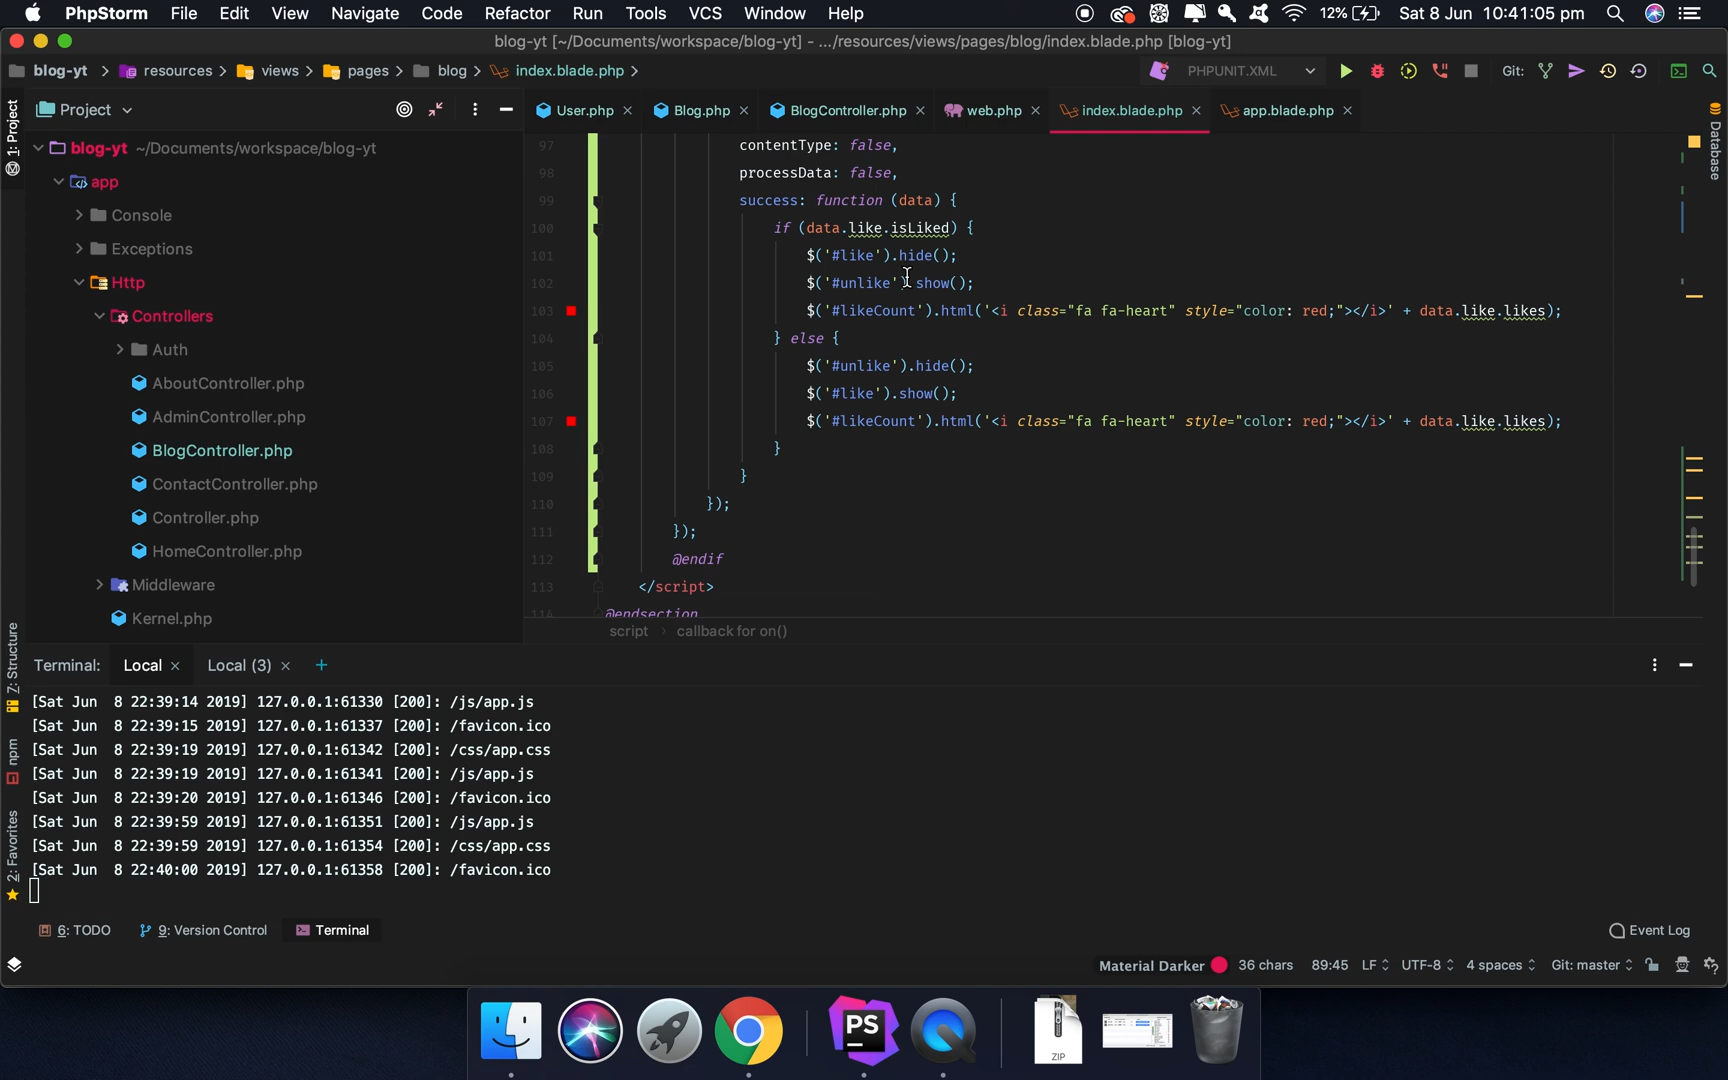 PhpStorm File Edit View Navigate Code Refactor Run Tools VCS Window Help 12% Sat 8 Jun 10:41:05 pm
blog-yt [~/Documents/workspace/blog-yt] - .../resources/views/pages/blog/index.blade.php [blog-yt]
blog-yt resources views pages blog index.blade.php PHPUNIT.XML Git:
1: Project
Project
User.php Blog.php BlogController.php web.php index.blade.php app.blade.php
Database
blog-yt ~/Documents/workspace/blog-yt
app
Console
Exceptions
Http
Controllers
Auth
AboutController.php
AdminController.php
BlogController.php
ContactController.php
Controller.php
HomeController.php
Middleware
Kernel.php
97 contentType: false,
98 processData: false,
99 success: function (data) {
100 if (data.like.isLiked) {
101 $('#like').hide();
102 $('#unlike').show();
103 $('#likeCount').html('<i class="fa fa-heart" style="color: red;"></i>' + data.like.likes);
104 } else {
105 $('#unlike').hide();
106 $('#like').show();
107 $('#likeCount').html('<i class="fa fa-heart" style="color: red;"></i>' + data.like.likes);
108 }
109 }
110 });
111 });
112 @endif
113 </script>
114 @endsection
script callback for on()
7: Structure
npm
2: Favorites
Terminal: Local Local (3)
[Sat Jun 8 22:39:14 2019] 127.0.0.1:61330 [200]: /js/app.js
[Sat Jun 8 22:39:15 2019] 127.0.0.1:61337 [200]: /favicon.ico
[Sat Jun 8 22:39:19 2019] 127.0.0.1:61342 [200]: /css/app.css
[Sat Jun 8 22:39:19 2019] 127.0.0.1:61341 [200]: /js/app.js
[Sat Jun 8 22:39:20 2019] 127.0.0.1:61346 [200]: /favicon.ico
[Sat Jun 8 22:39:59 2019] 127.0.0.1:61351 [200]: /js/app.js
[Sat Jun 8 22:39:59 2019] 127.0.0.1:61354 [200]: /css/app.css
[Sat Jun 8 22:40:00 2019] 127.0.0.1:61358 [200]: /favicon.ico
6: TODO 9: Version Control Terminal Event Log
Material Darker 36 chars 89:45 LF UTF-8 4 spaces Git: master
PS
ZIP